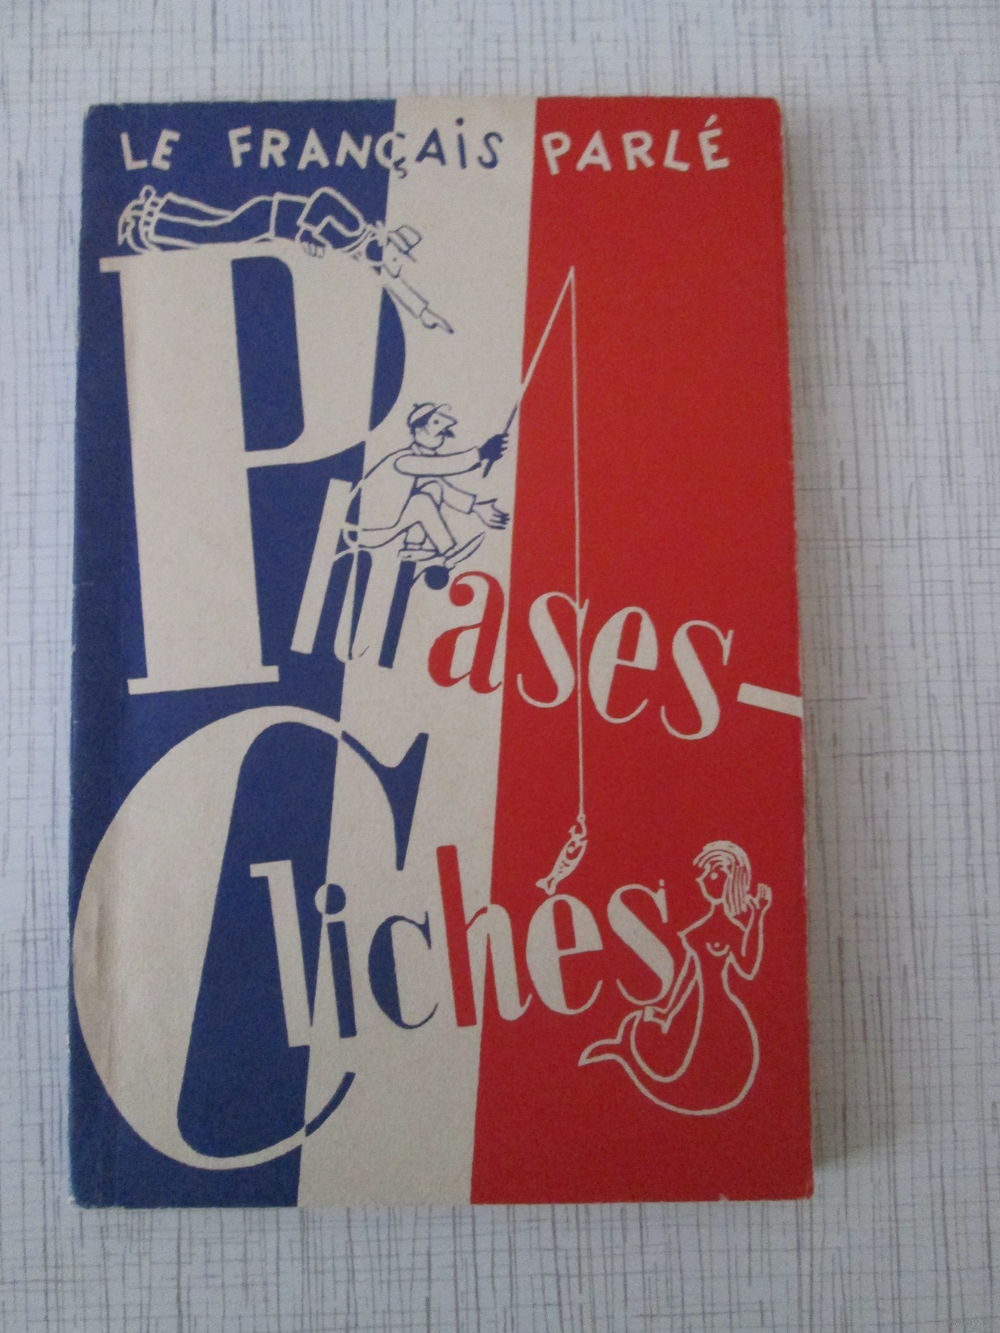 LE FRANÇAIS PARLÉ
Phrases-
Clichés